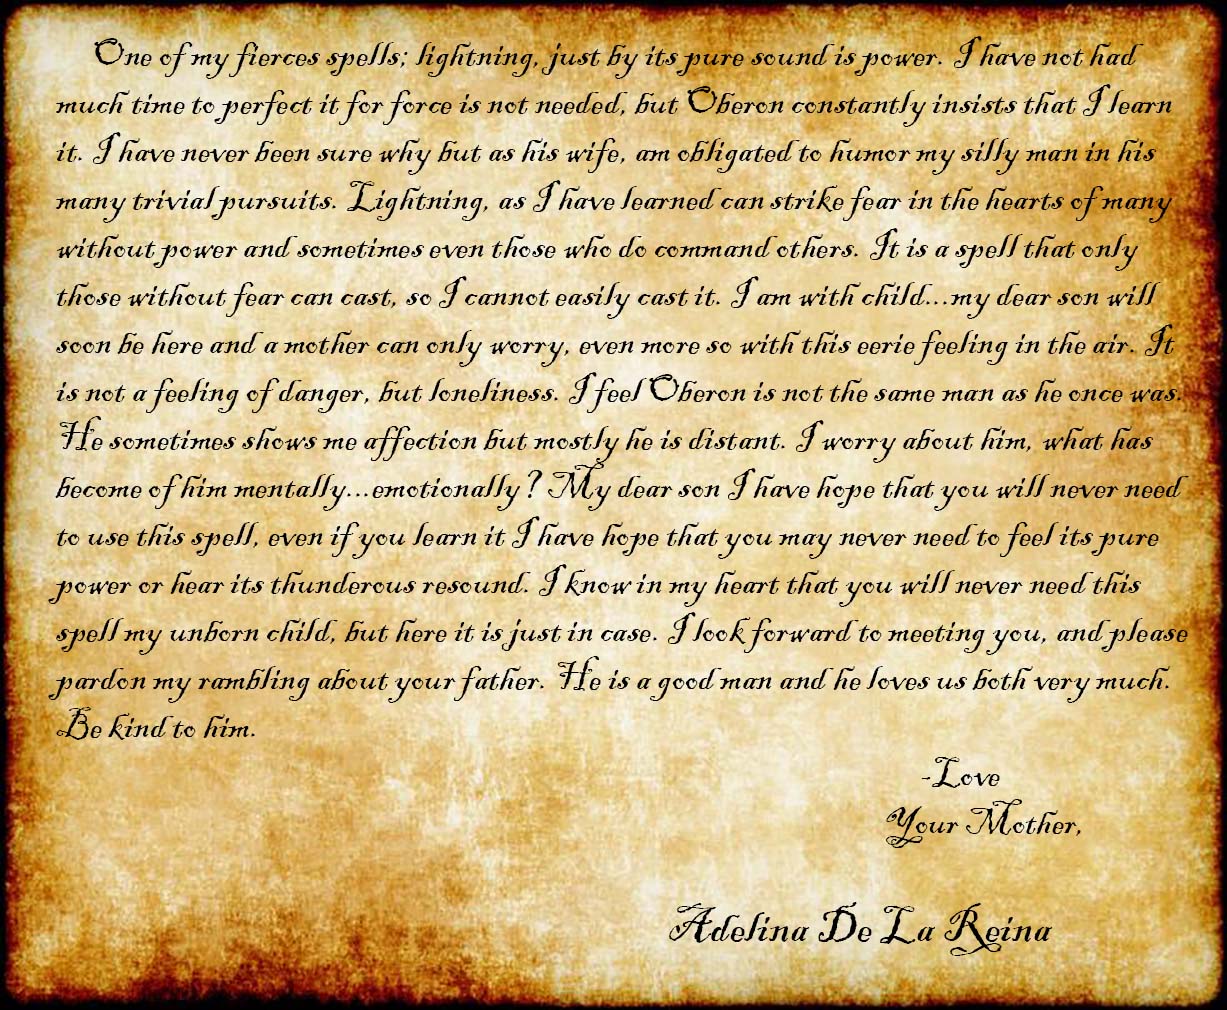 One of my fierces spells; lightning, just by its pure sound is power. I have not had
much time to perfect it for force is not needed, but Oberon constantly insists that I learn
it. I have never been sure why but as his wife, am obligated to humor my silly man in his
many trivial pursuits. Lightning, as I have learned can strike fear in the hearts of many
without power and sometimes even those who do command others. It is a spell that only
those without fear can cast, so I cannot easily cast it. I am with child...my dear son will
soon be here and a mother can only worry, even more so with this eerie feeling in the air. It
is not a feeling of danger, but loneliness. I feel Oberon is not the same man as he once was.
He sometimes shows me affection but mostly he is distant. I worry about him, what has
become of him mentally...emotionally? My dear son I have hope that you will never need
to use this spell, even if you learn it I have hope that you may never need to feel its pure
power or hear its thunderous resound. I know in my heart that you will never need this
spell my unborn child, but here it is just in case. I look forward to meeting you, and please
pardon my rambling about your father. He is a good man and he loves us both very much.
Be kind to him.
-Love
Your Mother,
Adelina De La Reina